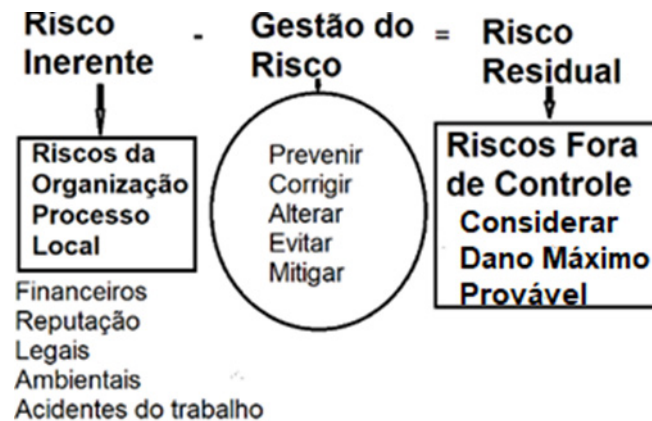 Risco Inerente
-
Gestão do Risco
=
Risco Residual
Riscos da
Organização
Processo
Local
Financeiros
Reputação
Legais
Ambientais
Acidentes do trabalho
Prevenir
Corrigir
Alterar
Evitar
Mitigar
Riscos Fora
de Controle
Considerar
Dano Máximo
Provável